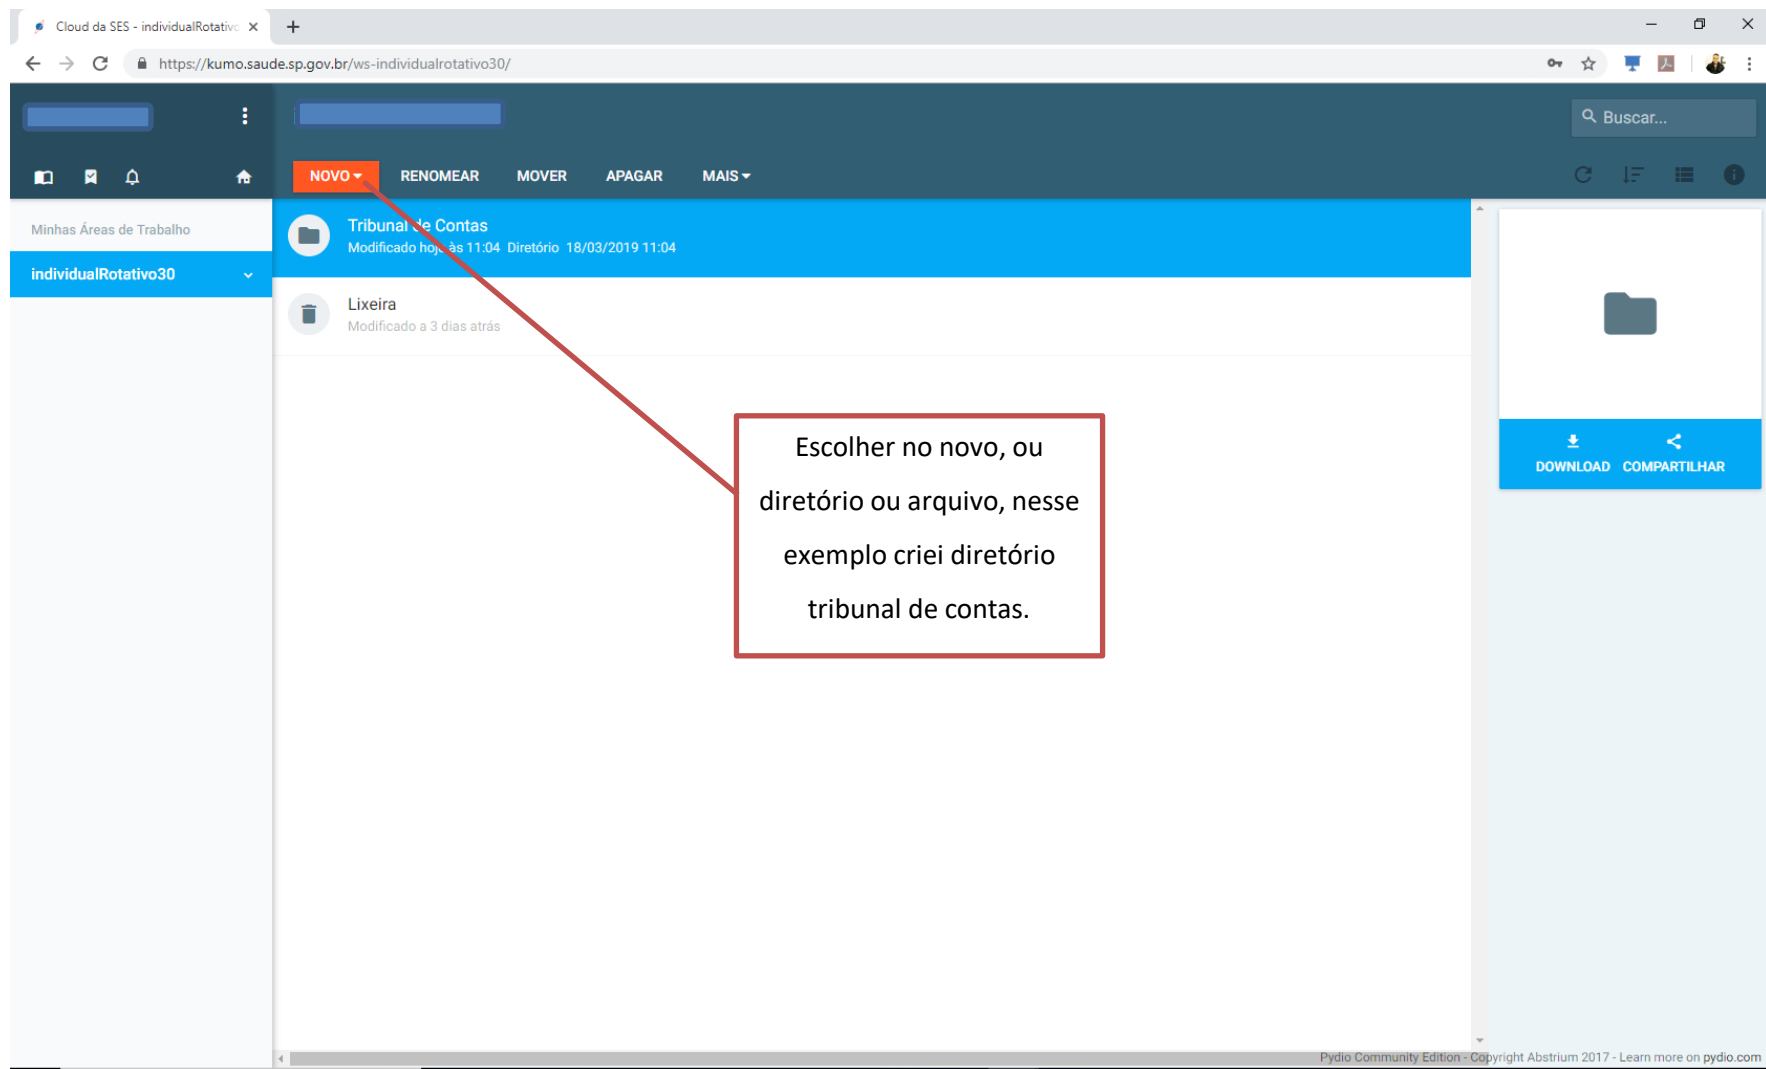 Cloud da SES - individualRotativo
https://kumo.saude.sp.gov.br/ws-individualrotativo30/
Buscar...
NOVO
RENOMEAR
MOVER
APAGAR
MAIS
Minhas Áreas de Trabalho
individualRotativo30
Tribunal de Contas
Modificado hoje às 11:04 Diretório 18/03/2019 11:04
Lixeira
Modificado a 3 dias atrás
Escolher no novo, ou
diretório ou arquivo, nesse
exemplo criei diretório
tribunal de contas.
DOWNLOAD
COMPARTILHAR
Pydio Community Edition - Copyright Abstrium 2017 - Learn more on pydio.com